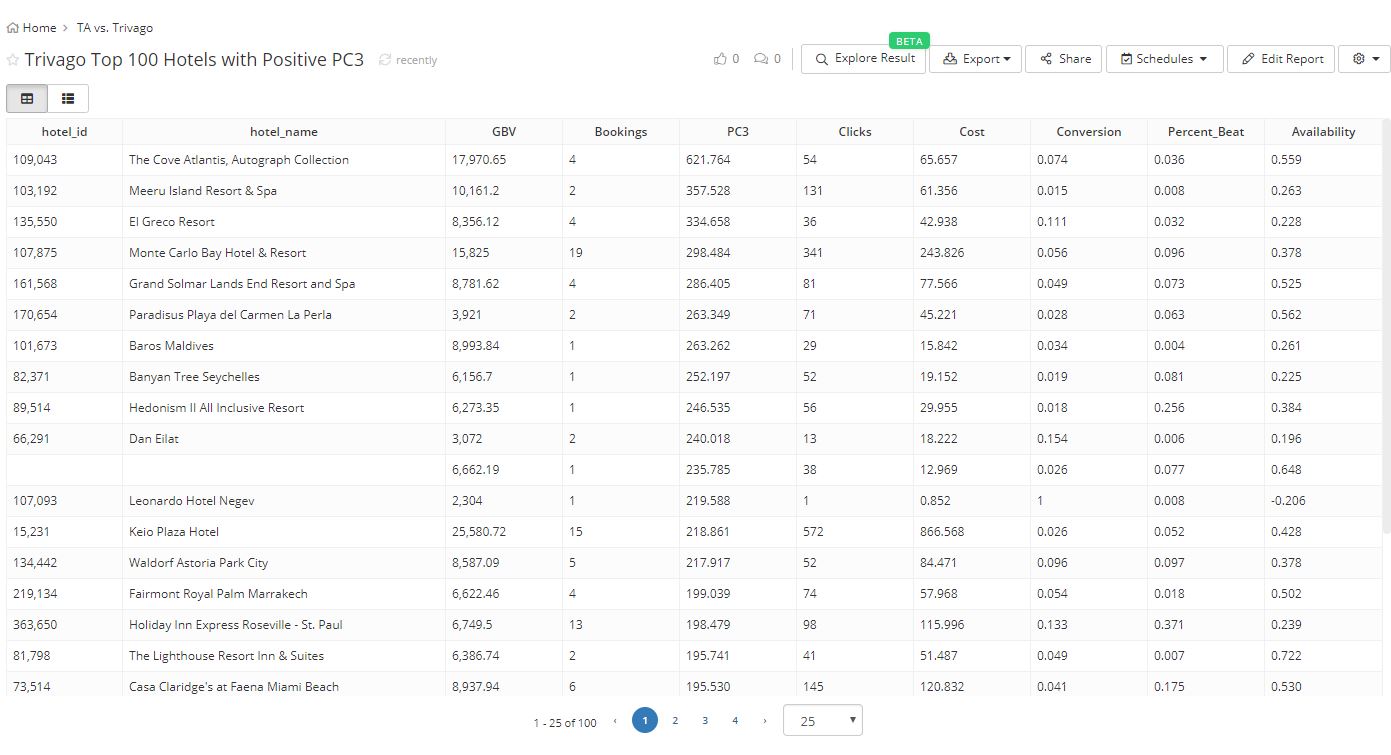 Home > TA vs. Trivago
Trivago Top 100 Hotels with Positive PC3 recently 0 0 Explore Result BETA Export Share Schedules Edit Report
hotel_id hotel_name GBV Bookings PC3 Clicks Cost Conversion Percent_Beat Availability
109,043 The Cove Atlantis, Autograph Collection 17,970.65 4 621.764 54 65.657 0.074 0.036 0.559
103,192 Meeru Island Resort & Spa 10,161.2 2 357.528 131 61.356 0.015 0.008 0.263
135,550 El Greco Resort 8,356.12 4 334.658 36 42.938 0.111 0.032 0.228
107,875 Monte Carlo Bay Hotel & Resort 15,825 19 298.484 341 243.826 0.056 0.096 0.378
161,568 Grand Solmar Lands End Resort and Spa 8,781.62 4 286.405 81 77.566 0.049 0.073 0.525
170,654 Paradisus Playa del Carmen La Perla 3,921 2 263.349 71 45.221 0.028 0.063 0.562
101,673 Baros Maldives 8,993.84 1 263.262 29 15.842 0.034 0.004 0.261
82,371 Banyan Tree Seychelles 6,156.7 1 252.197 52 19.152 0.019 0.081 0.225
89,514 Hedonism II All Inclusive Resort 6,273.35 1 246.535 56 29.955 0.018 0.256 0.384
66,291 Dan Eilat 3,072 2 240.018 13 18.222 0.154 0.006 0.196
6,662.19 1 235.785 38 12.969 0.026 0.077 0.648
107,093 Leonardo Hotel Negev 2,304 1 219.588 1 0.852 1 0.008 -0.206
15,231 Keio Plaza Hotel 25,580.72 15 218.861 572 866.568 0.026 0.052 0.428
134,442 Waldorf Astoria Park City 8,587.09 5 217.917 52 84.471 0.096 0.097 0.378
219,134 Fairmont Royal Palm Marrakech 6,622.46 4 199.039 74 57.968 0.054 0.018 0.502
363,650 Holiday Inn Express Roseville - St. Paul 6,749.5 13 198.479 98 115.996 0.133 0.371 0.239
81,798 The Lighthouse Resort Inn & Suites 6,386.74 2 195.741 41 51.487 0.049 0.007 0.722
73,514 Casa Claridge's at Faena Miami Beach 8,937.94 6 195.530 145 120.832 0.041 0.175 0.530
1 - 25 of 100 ‹ 1 2 3 4 › 25